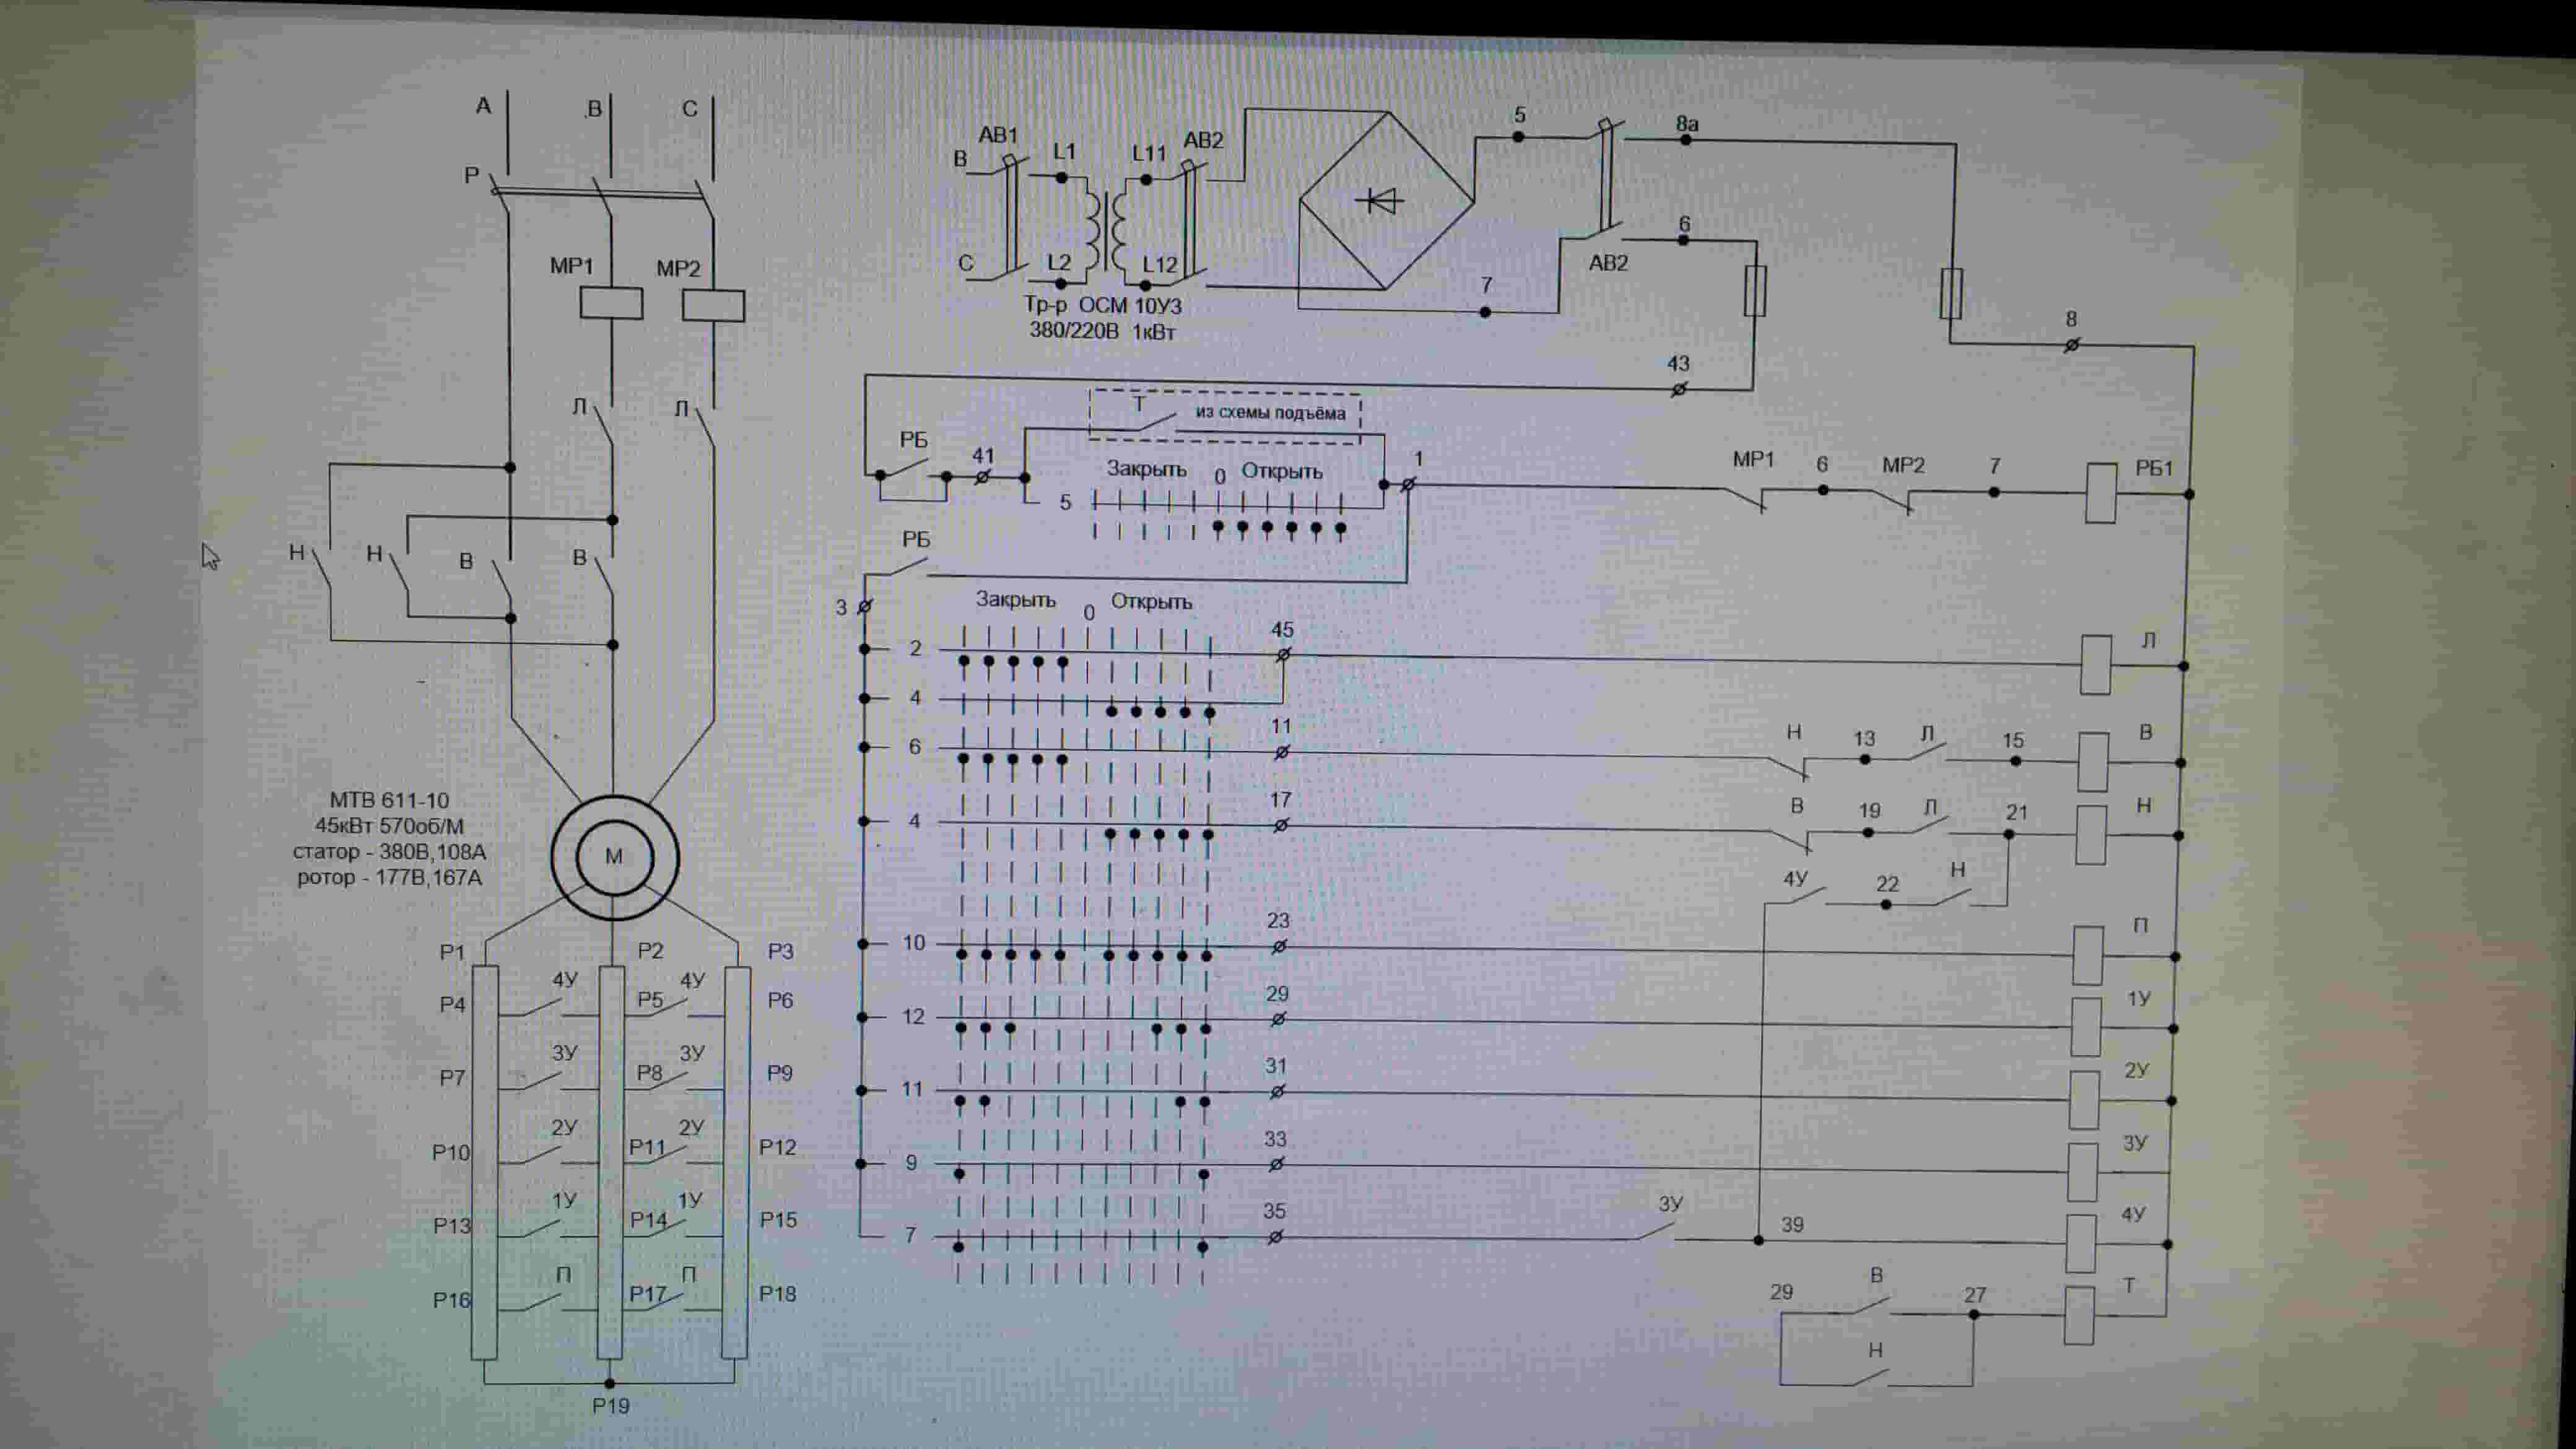 A
B
C
P
МР1
МР2
Л
Л
Н
Н
В
В
МТВ 611-10
45кВт 570об/М
статор - 380В,108А
ротор - 177В,167А
М
Р1
Р2
Р3
Р4
4У
Р5
4У
Р6
Р7
3У
Р8
3У
Р9
Р10
2У
Р11
2У
Р12
Р13
1У
Р14
1У
Р15
Р16
П
Р17
П
Р18
Р19
АВ1
В
L1
L11
АВ2
С
L2
L12
Тр-р ОСМ 10У3
380/220В 1кВт
5
8а
6
АВ2
7
8
43
Т
из схемы подъёма
РБ
41
Закрыть 0 Открыть
5
1
МР1
6
МР2
7
РБ1
РБ
3
Закрыть 0 Открыть
2
45
Л
4
6
11
Н
13
Л
15
В
4
17
В
19
Л
21
Н
4У
22
Н
10
23
П
12
29
1У
11
31
2У
9
33
3У
7
35
3У
39
4У
29
В
27
Т
Н